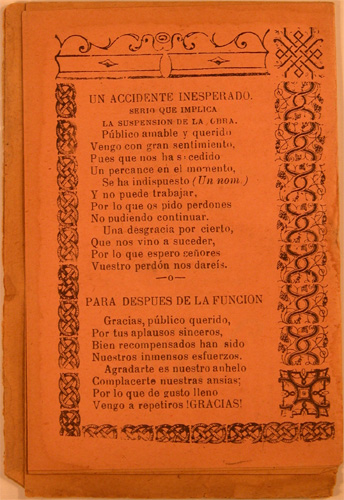 UN ACCIDENTE INESPERADO.
SERIO QUE IMPLICA
LA SUSPENSION DE LA OBRA.
Público amable y querido
Vengo con gran sentimiento,
Pues que nos ha sucedido
Un percance en el momento,
Se ha indispuesto (Un nom.)
Y no puede trabajar,
Por lo que os pido perdones
No pudiendo continuar.
Una desgracia por cierto,
Que nos vino a suceder,
Por lo que espero señores
Vuestro perdón nos dareis.
—o—
PARA DESPUES DE LA FUNCION
Gracias, público querido,
Por tus aplausos sinceros,
Bien recompensados han sido
Nuestros inmensos esfuerzos.
Agradarte es nuestro anhelo
Complacerte nuestras ansias;
Por lo que de gusto lleno
Vengo a repetiros !GRACIAS!